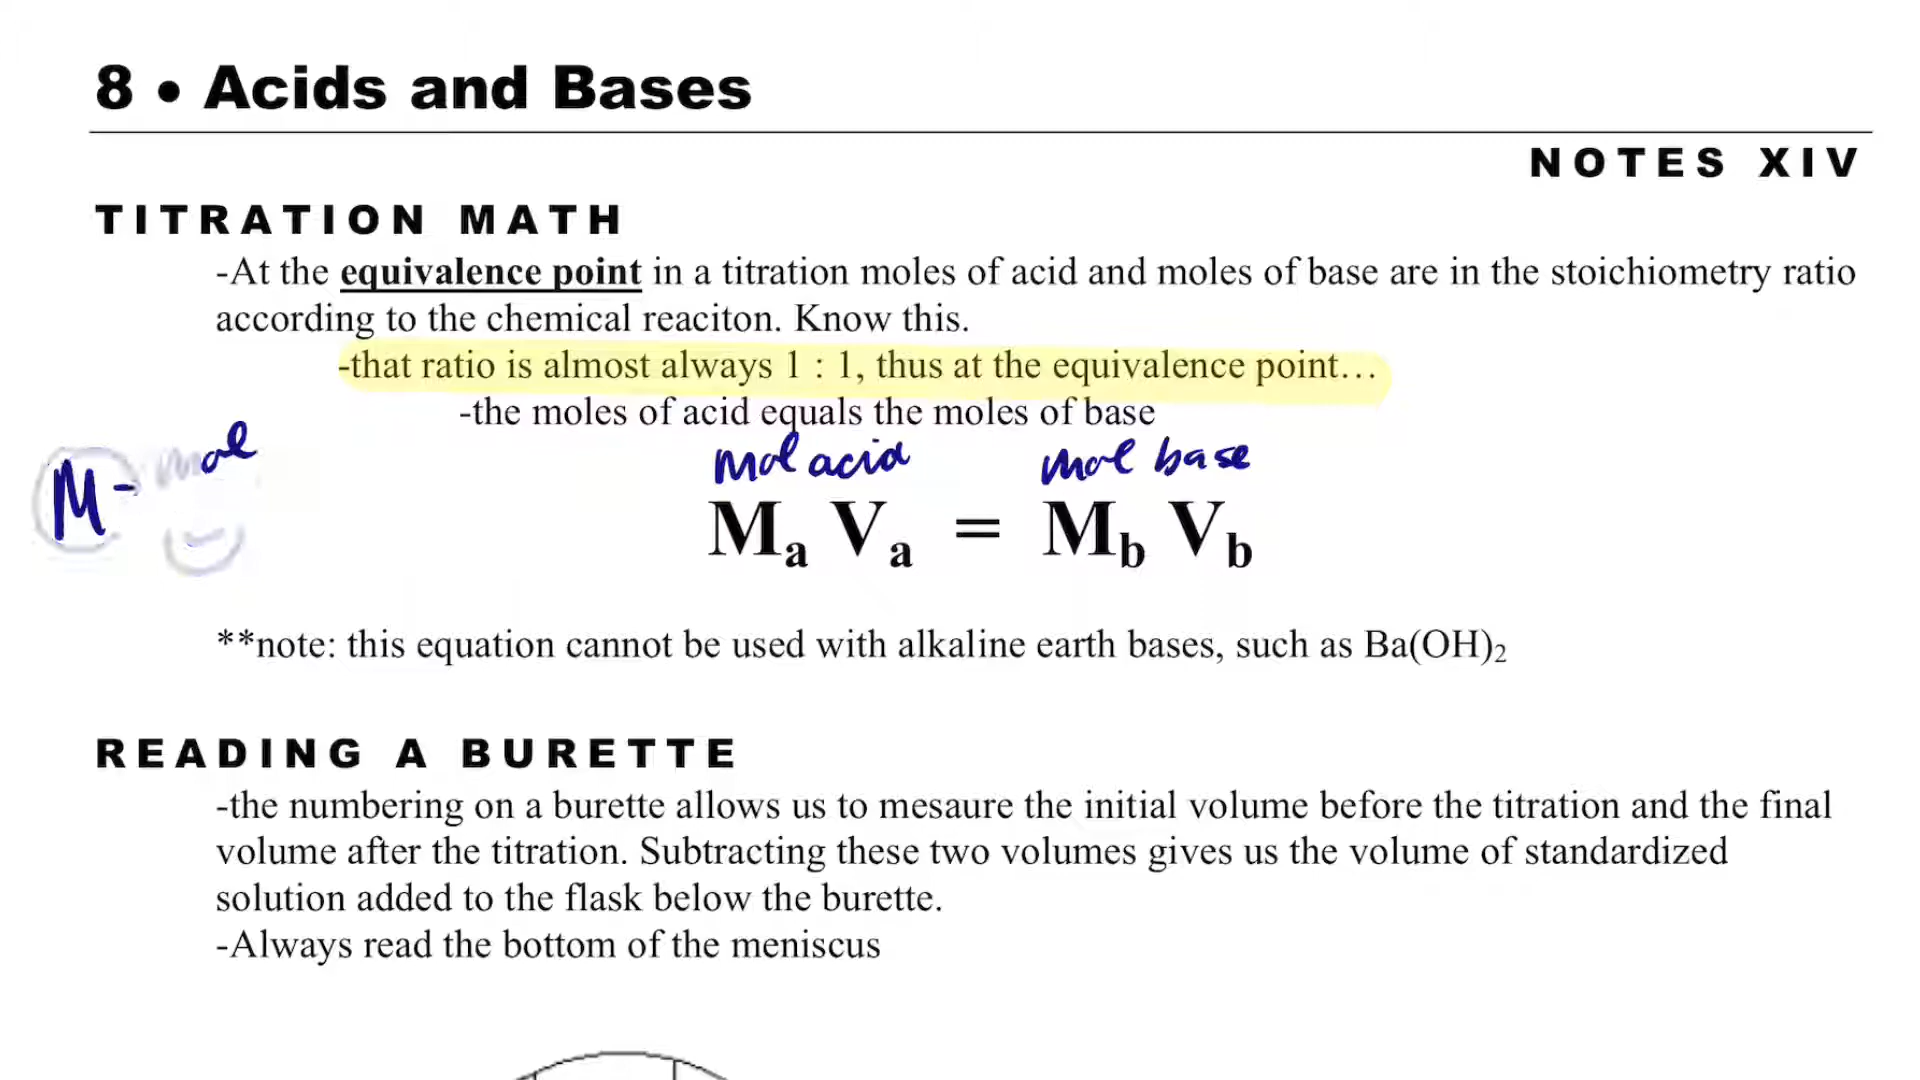 8 • Acids and Bases
NOTES XIV
TITRATION MATH
-At the equivalence point in a titration moles of acid and moles of base are in the stoichiometry ratio
according to the chemical reaciton. Know this.
-that ratio is almost always 1 : 1, thus at the equivalence point…
-the moles of acid equals the moles of base
M - mol
mol acid mol base
Ma Va = Mb Vb
**note: this equation cannot be used with alkaline earth bases, such as Ba(OH)2
READING A BURETTE
-the numbering on a burette allows us to mesaure the initial volume before the titration and the final
volume after the titration. Subtracting these two volumes gives us the volume of standardized
solution added to the flask below the burette.
-Always read the bottom of the meniscus